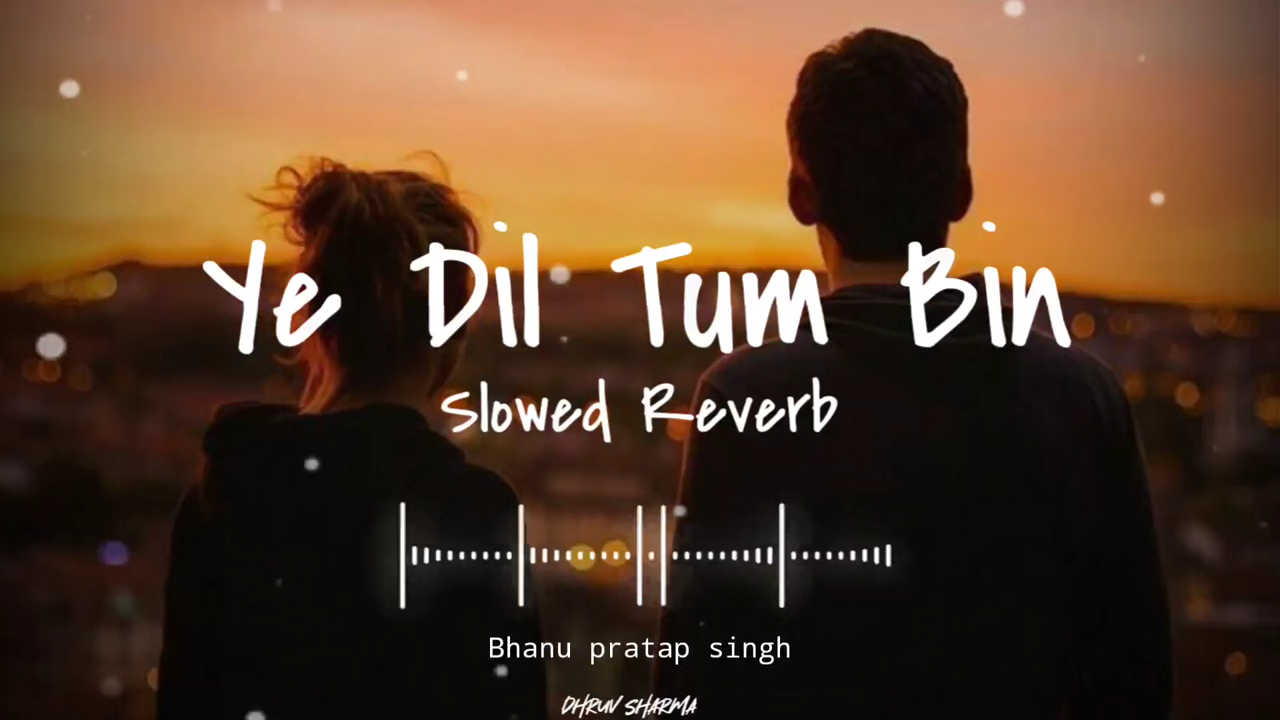 Ye Dil Tum Bin
Slowed Reverb
Bhanu pratap singh
DHRUV SHARMA